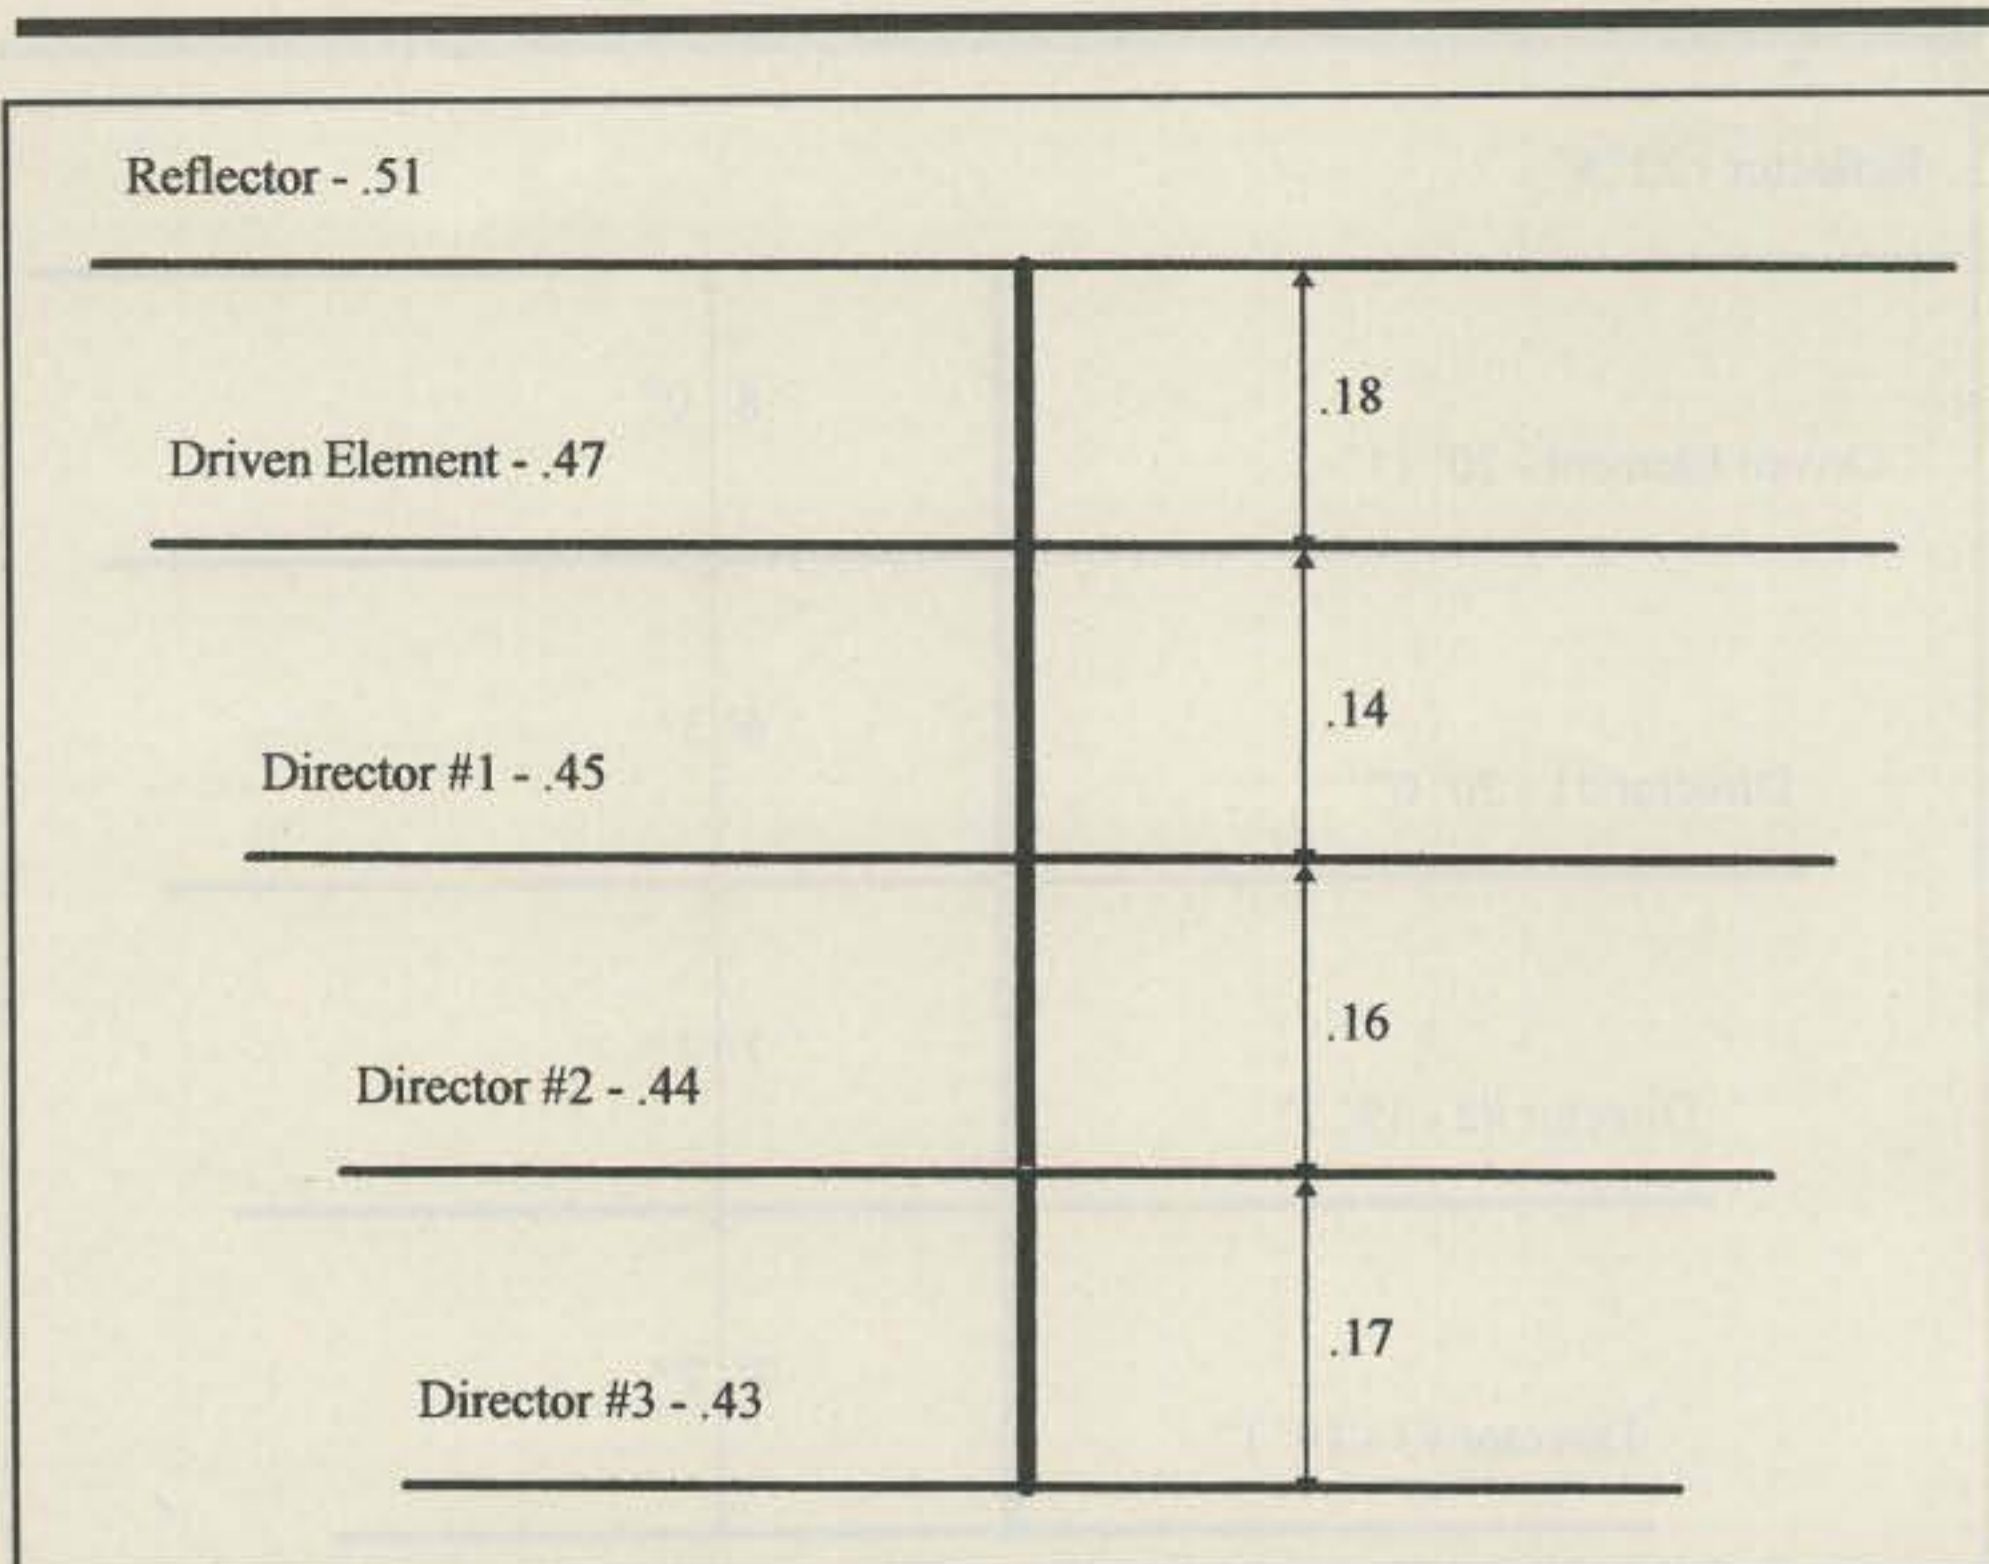 Reflector - .51
.18
Driven Element - .47
.14
Director #1 - .45
.16
Director #2 - .44
.17
Director #3 - .43